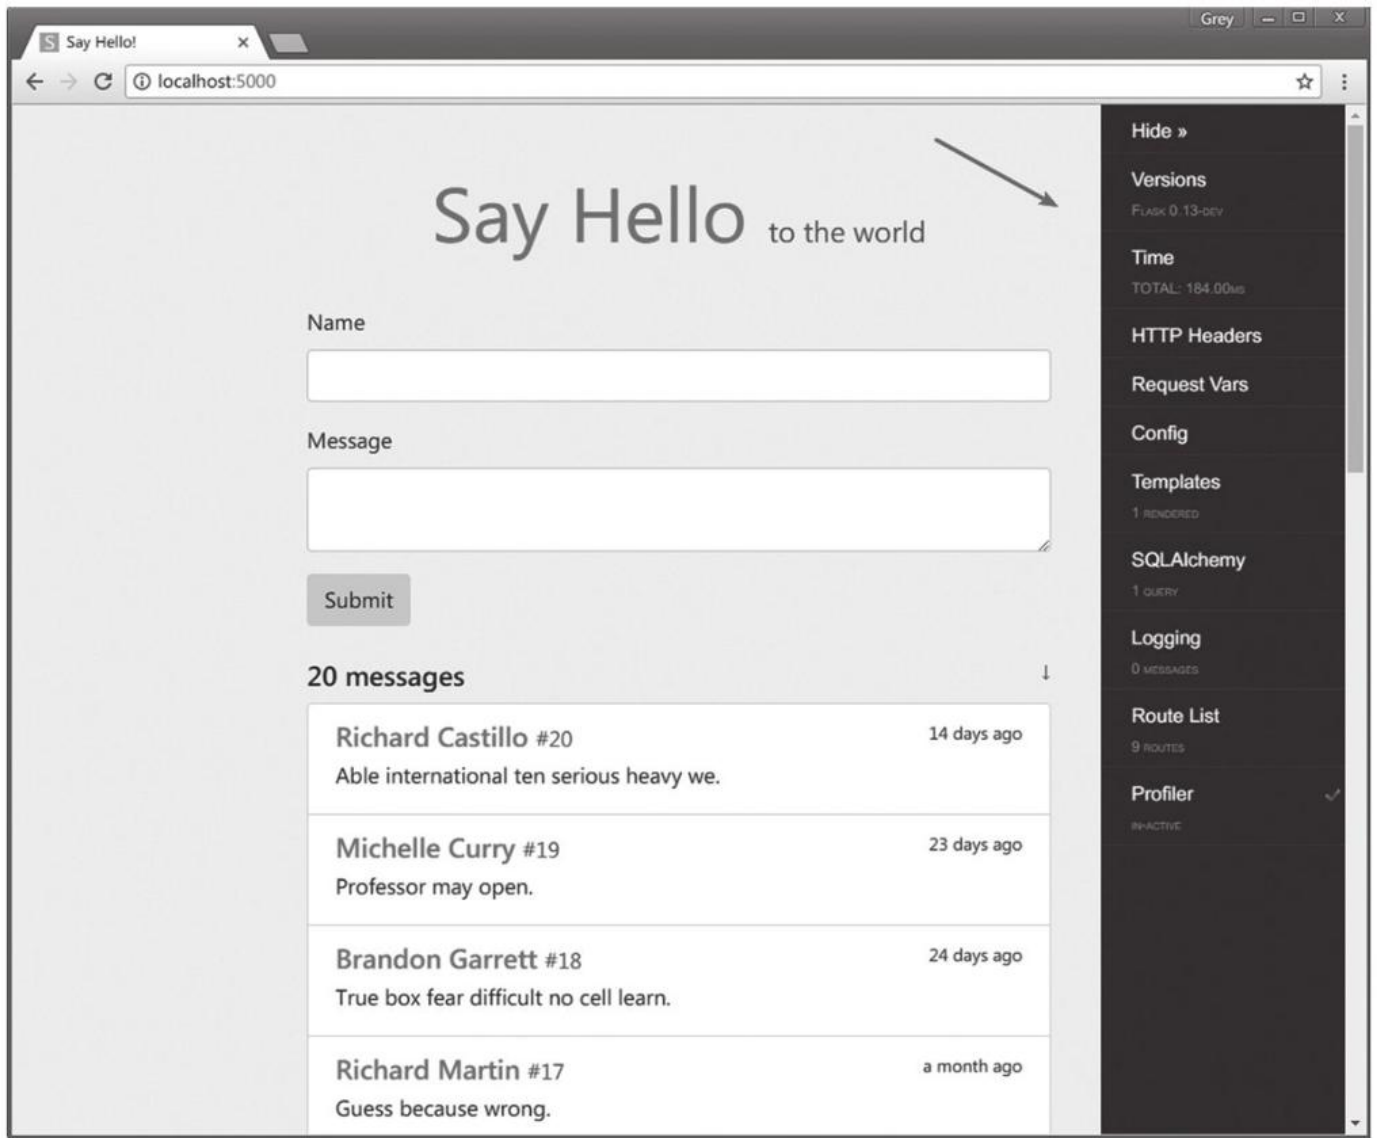 Grey
Say Hello!
localhost:5000
Say Hello to the world
Name
Message
Submit
20 messages ↓
Richard Castillo #20
14 days ago
Able international ten serious heavy we.
Michelle Curry #19
23 days ago
Professor may open.
Brandon Garrett #18
24 days ago
True box fear difficult no cell learn.
Richard Martin #17
a month ago
Guess because wrong.
Hide »
Versions
FLASK 0.13-DEV
Time
TOTAL: 184.00MS
HTTP Headers
Request Vars
Config
Templates
1 RENDERED
SQLAlchemy
1 QUERY
Logging
0 MESSAGES
Route List
9 ROUTES
Profiler
IN-ACTIVE